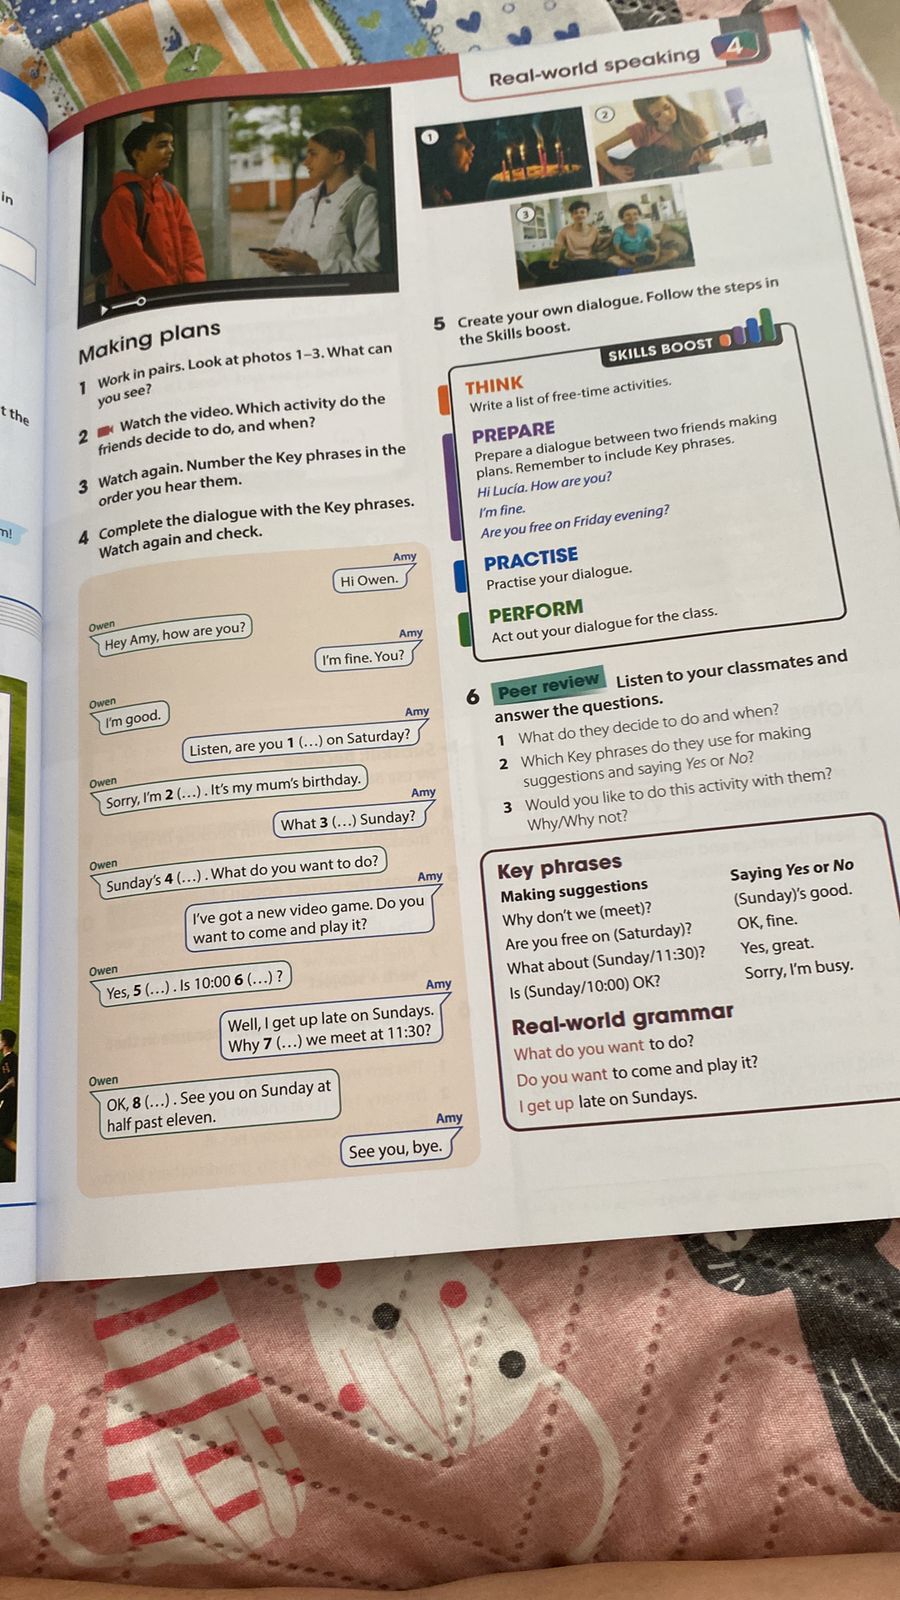 in
t the
m!
Real-world speaking 4
Making plans
1 Work in pairs. Look at photos 1–3. What can
you see?
2 Watch the video. Which activity do the
friends decide to do, and when?
3 Watch again. Number the Key phrases in the
order you hear them.
4 Complete the dialogue with the Key phrases.
Watch again and check.
Amy
Hi Owen.
Owen
Hey Amy, how are you?
Amy
I'm fine. You?
Owen
I'm good.
Amy
Listen, are you 1 (…) on Saturday?
Owen
Sorry, I'm 2 (…) . It's my mum's birthday.
Amy
What 3 (…) Sunday?
Owen
Sunday's 4 (…) . What do you want to do?
Amy
I've got a new video game. Do you
want to come and play it?
Owen
Yes, 5 (…) . Is 10:00 6 (…) ?
Amy
Well, I get up late on Sundays.
Why 7 (…) we meet at 11:30?
Owen
OK, 8 (…) . See you on Sunday at
half past eleven.
Amy
See you, bye.
1
2
3
5 Create your own dialogue. Follow the steps in
the Skills boost.
SKILLS BOOST
THINK
Write a list of free-time activities.
PREPARE
Prepare a dialogue between two friends making
plans. Remember to include Key phrases.
Hi Lucía. How are you?
I'm fine.
Are you free on Friday evening?
PRACTISE
Practise your dialogue.
PERFORM
Act out your dialogue for the class.
6 Peer review Listen to your classmates and
answer the questions.
1 What do they decide to do and when?
2 Which Key phrases do they use for making
suggestions and saying Yes or No?
3 Would you like to do this activity with them?
Why/Why not?
Key phrases
Making suggestions
Why don't we (meet)?
Are you free on (Saturday)?
What about (Sunday/11:30)?
Is (Sunday/10:00) OK?
Saying Yes or No
(Sunday)'s good.
OK, fine.
Yes, great.
Sorry, I'm busy.
Real-world grammar
What do you want to do?
Do you want to come and play it?
I get up late on Sundays.